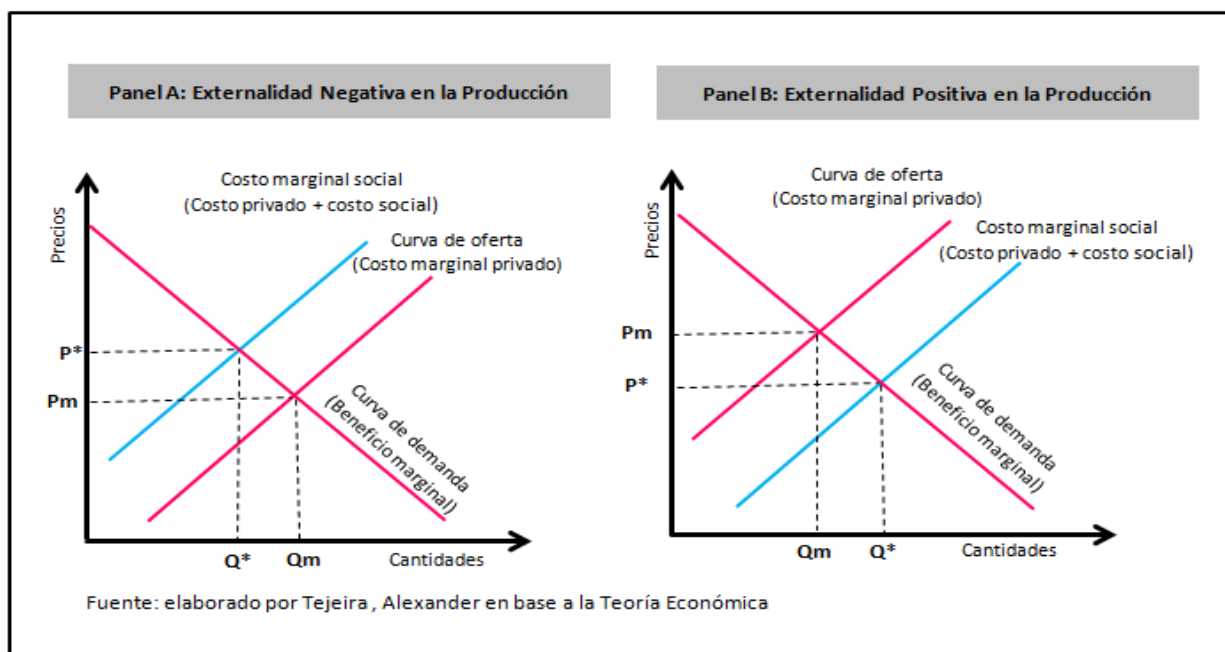 Panel A: Externalidad Negativa en la Producción
Precios
Costo marginal social
(Costo privado + costo social)
Curva de oferta
(Costo marginal privado)
P*
Pm
Curva de demanda
(Beneficio marginal)
Q*
Qm
Cantidades
Panel B: Externalidad Positiva en la Producción
Precios
Curva de oferta
(Costo marginal privado)
Costo marginal social
(Costo privado + costo social)
Pm
P*
Curva de demanda
(Beneficio marginal)
Qm
Q*
Cantidades
Fuente: elaborado por Tejeira , Alexander en base a la Teoría Económica